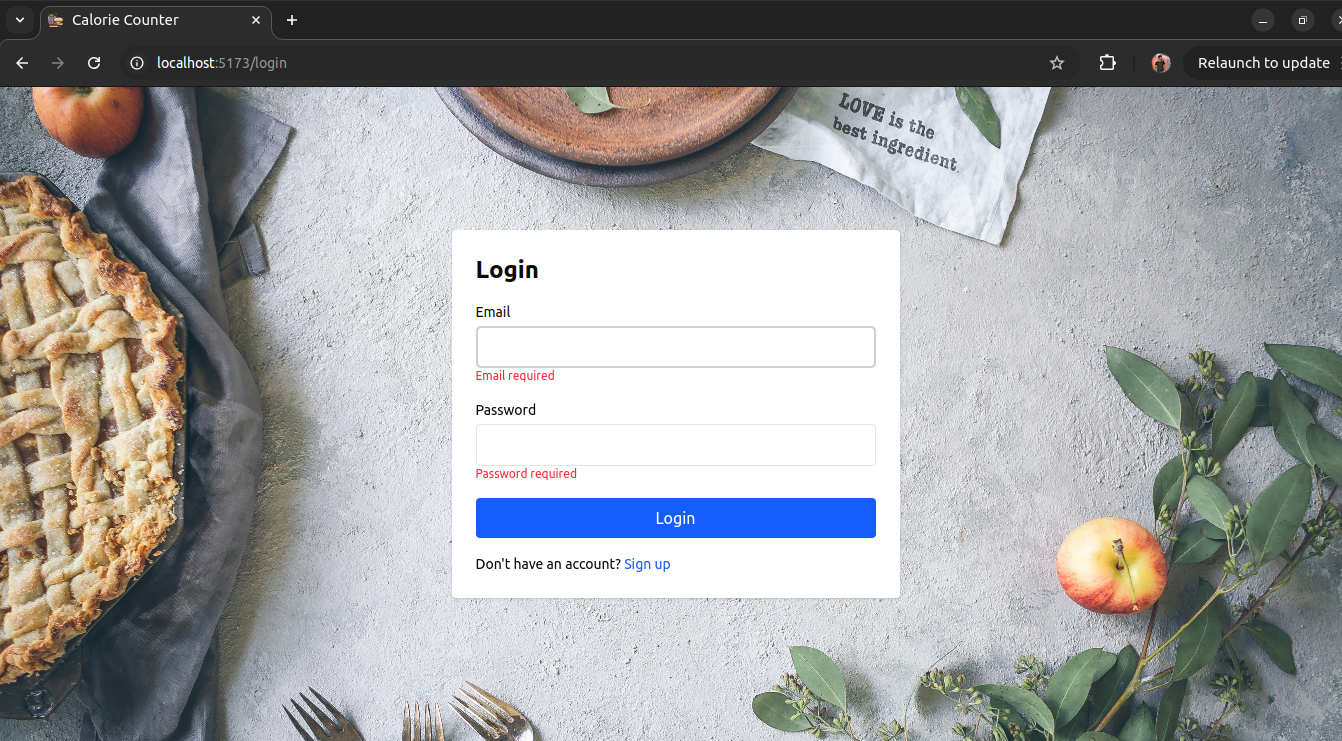 Calorie Counter
localhost:5173/login
Relaunch to update
LOVE is the
best ingredient.
Login
Email
Email required
Password
Password required
Login
Don't have an account? Sign up